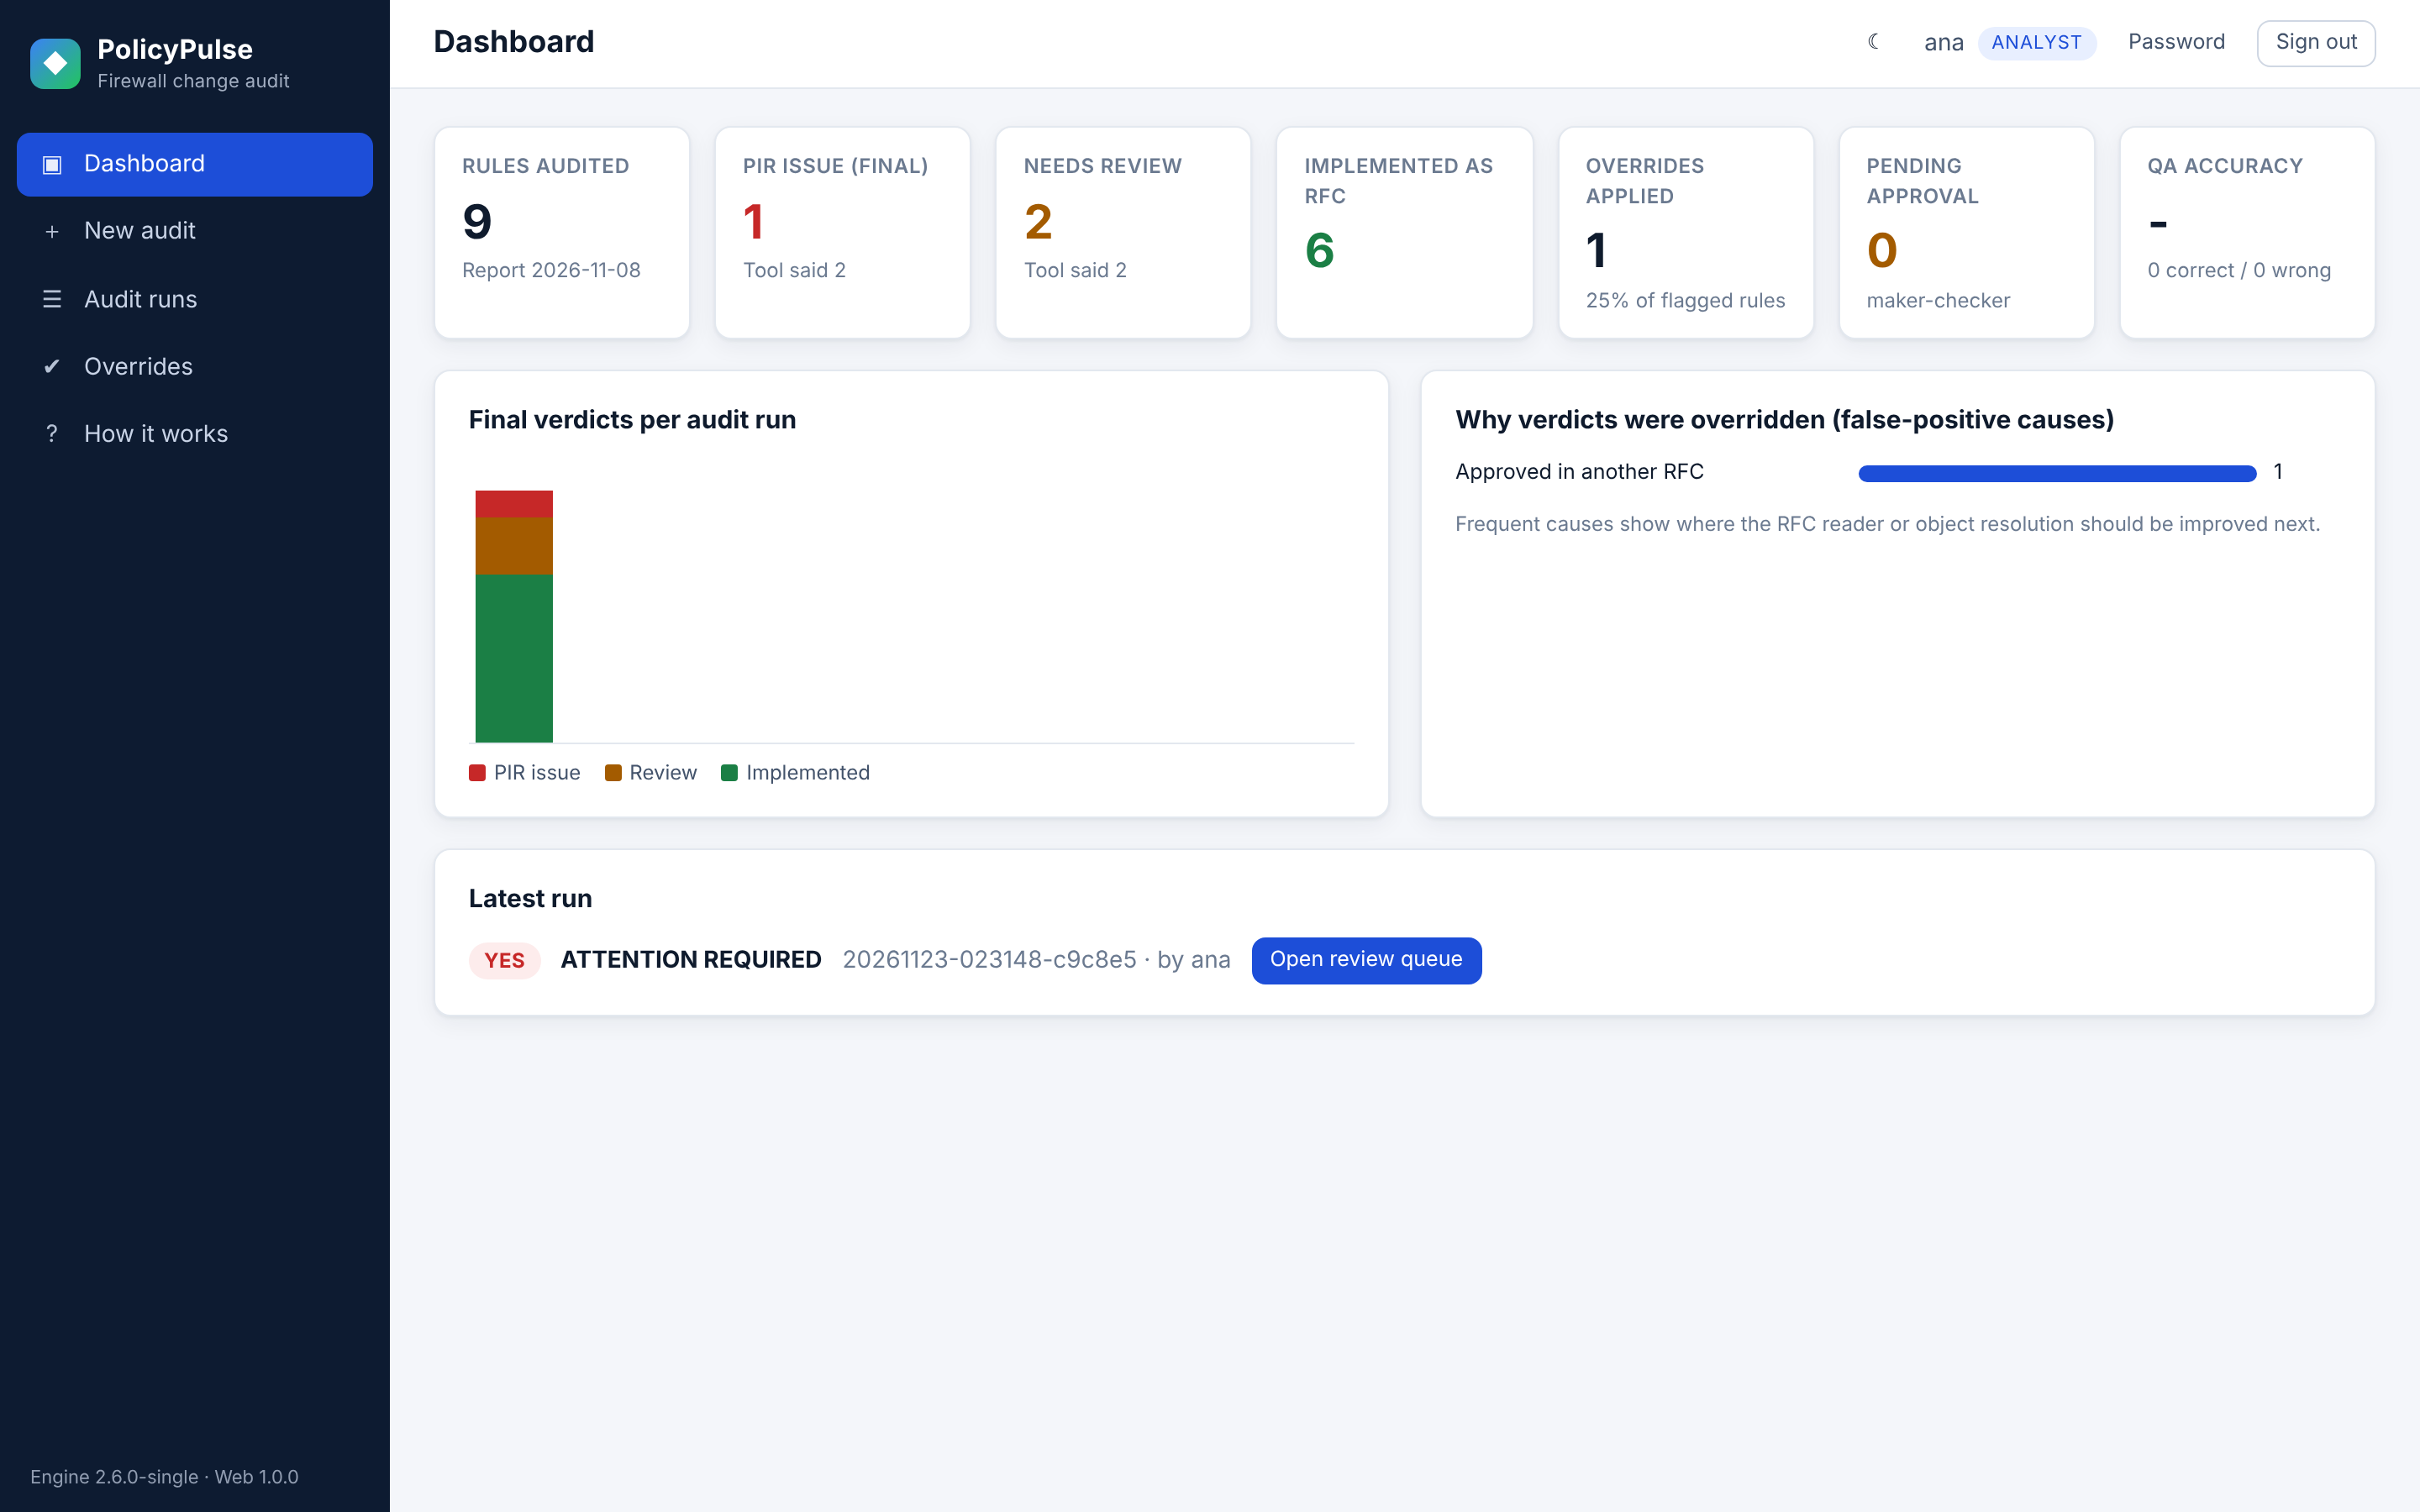 PolicyPulse
Firewall change audit
Dashboard
New audit
Audit runs
Overrides
? How it works
Engine 2.6.0-single · Web 1.0.0
Dashboard
ana ANALYST Password Sign out
RULES AUDITED
9
Report 2026-11-08
PIR ISSUE (FINAL)
1
Tool said 2
NEEDS REVIEW
2
Tool said 2
IMPLEMENTED AS
RFC
6
OVERRIDES
APPLIED
1
25% of flagged rules
PENDING
APPROVAL
0
maker-checker
QA ACCURACY
-
0 correct / 0 wrong
Final verdicts per audit run
PIR issue Review Implemented
Why verdicts were overridden (false-positive causes)
Approved in another RFC 1
Frequent causes show where the RFC reader or object resolution should be improved next.
Latest run
YES ATTENTION REQUIRED 20261123-023148-c9c8e5 · by ana Open review queue